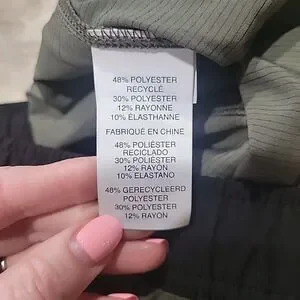 48% POLYESTER
RECYCLÉ
30% POLYESTER
12% RAYONNE
10% ÉLASTHANNE
FABRIQUÉ EN CHINE
48% POLIÉSTER
RECICLADO
30% POLIÉSTER
12% RAYÓN
10% ELASTANO
48% GERECYCLEERD
POLYESTER
30% POLYESTER
12% RAYON